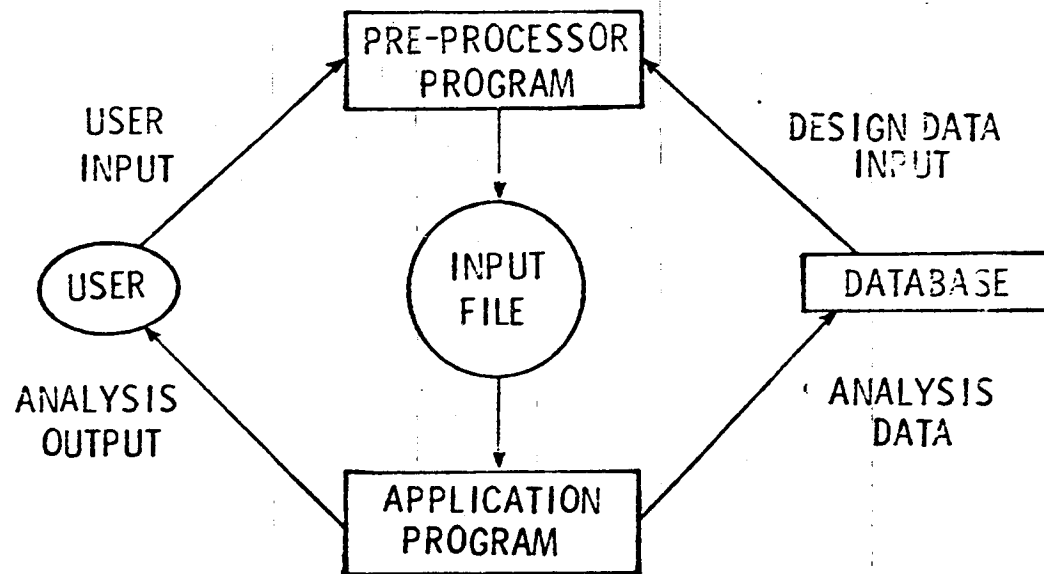 PRE-PROCESSOR
PROGRAM
USER
INPUT
DESIGN DATA
INPUT
USER
INPUT
FILE
DATABASE
ANALYSIS
OUTPUT
ANALYSIS
DATA
APPLICATION
PROGRAM